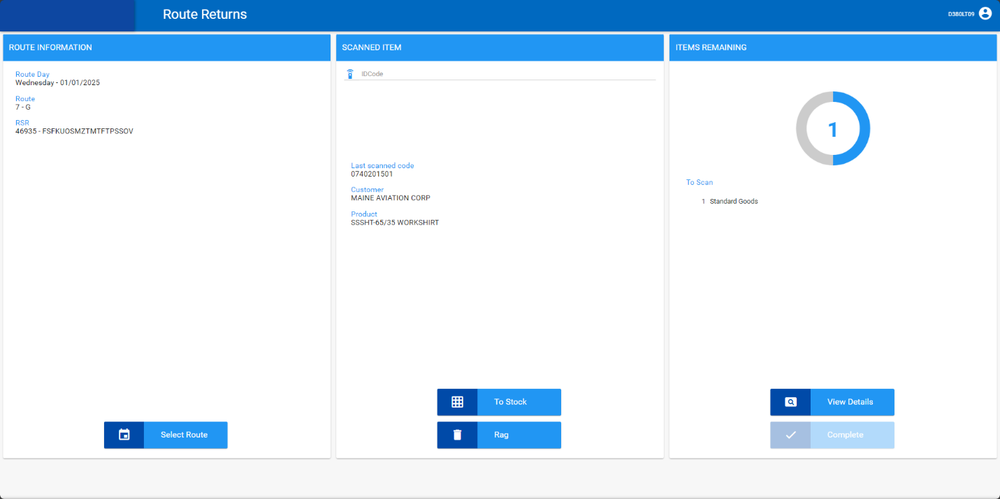 Route Returns
D380LT09
ROUTE INFORMATION
Route Day
Wednesday - 01/01/2025
Route
7 - G
RSR
46935 - FSFKUOSMZTMTFTPSSOV
Select Route
SCANNED ITEM
IDCode
Last scanned code
0740201501
Customer
MAINE AVIATION CORP
Product
SSSHT-65/35 WORKSHIRT
To Stock
Rag
ITEMS REMAINING
1
To Scan
1 Standard Goods
View Details
Complete